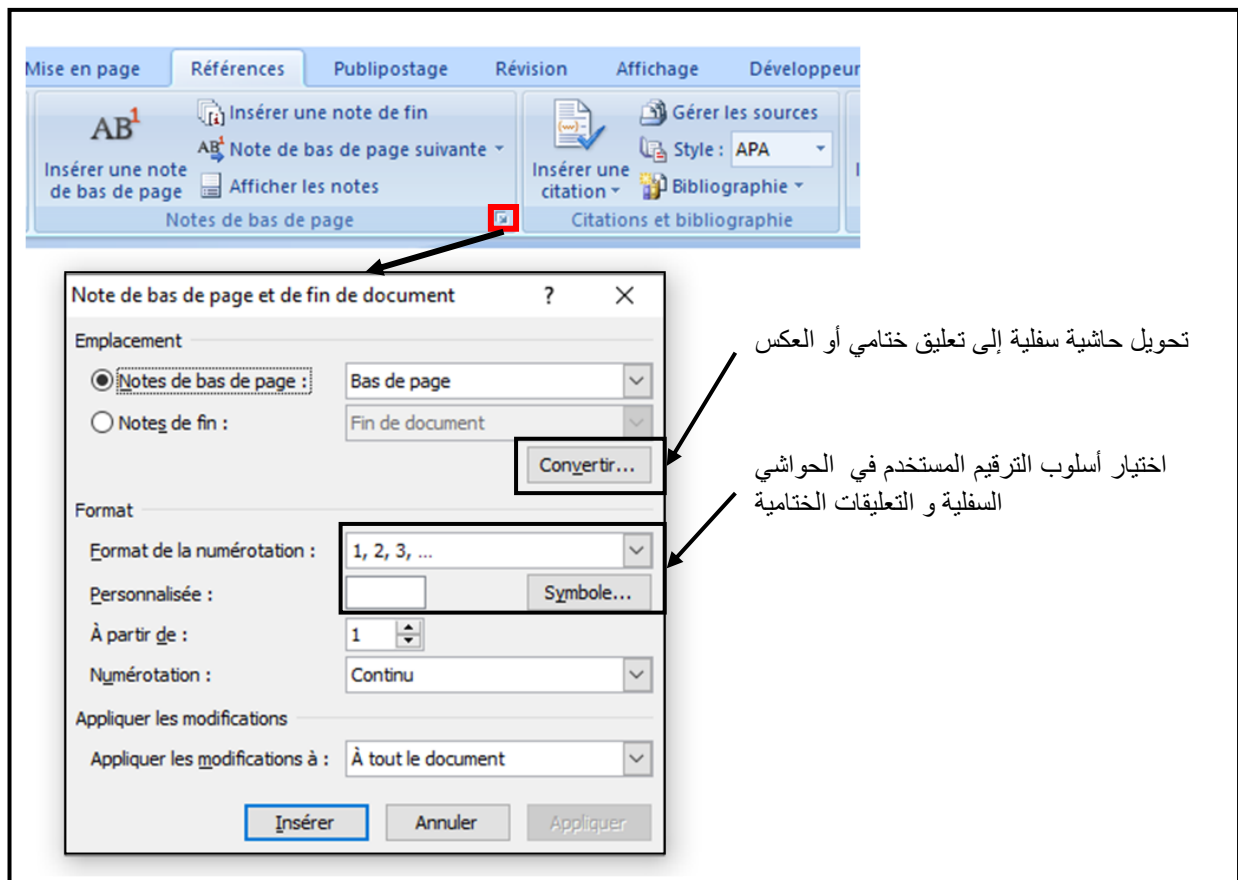 Mise en page Références Publipostage Révision Affichage Développeur
AB1
Insérer une note
de bas de page
Insérer une note de fin
AB1 Note de bas de page suivante
Afficher les notes
Notes de bas de page
Insérer une
citation
Gérer les sources
Style : APA
Bibliographie
Citations et bibliographie
Note de bas de page et de fin de document ?
Emplacement
Notes de bas de page : Bas de page
Notes de fin : Fin de document
Convertir...
Format
Format de la numérotation : 1, 2, 3, ...
Personnalisée : Symbole...
À partir de : 1
Numérotation : Continu
Appliquer les modifications
Appliquer les modifications à : À tout le document
Insérer Annuler Appliquer
تحويل حاشية سفلية إلى تعليق ختامي أو العكس
اختيار أسلوب الترقيم المستخدم في الحواشي
السفلية و التعليقات الختامية